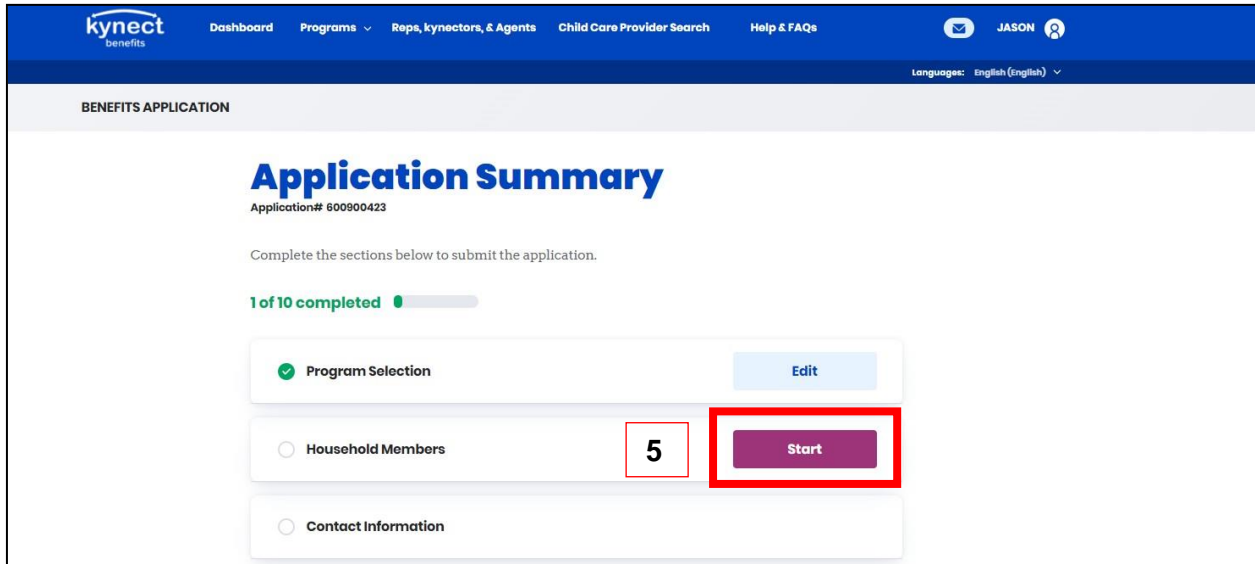 kynect
benefits
Dashboard Programs Reps, kynectors, & Agents Child Care Provider Search Help & FAQs JASON
Languages: English (English)
BENEFITS APPLICATION
Application Summary
Application# 600900423
Complete the sections below to submit the application.
1 of 10 completed
Program Selection Edit
Household Members 5 Start
Contact Information